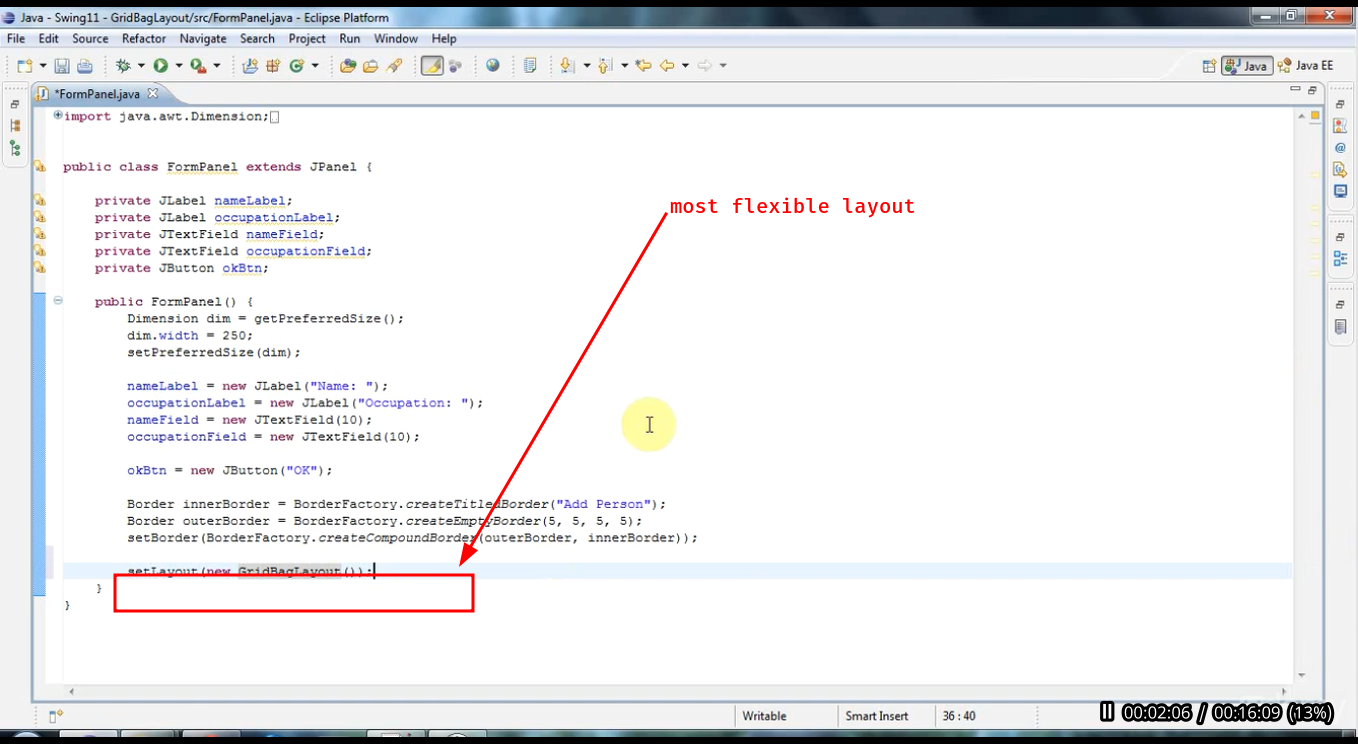 Java - Swing11 - GridBagLayout/src/FormPanel.java - Eclipse Platform
File Edit Source Refactor Navigate Search Project Run Window Help
Java Java EE
*FormPanel.java
import java.awt.Dimension;
public class FormPanel extends JPanel {
private JLabel nameLabel;
most flexible layout
private JLabel occupationLabel;
private JTextField nameField;
private JTextField occupationField;
private JButton okBtn;
public FormPanel() {
Dimension dim = getPreferredSize();
dim.width = 250;
setPreferredSize(dim);
nameLabel = new JLabel("Name: ");
occupationLabel = new JLabel("Occupation: ");
nameField = new JTextField(10);
occupationField = new JTextField(10);
okBtn = new JButton("OK");
Border innerBorder = BorderFactory.createTitledBorder("Add Person");
Border outerBorder = BorderFactory.createEmptyBorder(5, 5, 5, 5);
setBorder(BorderFactory.createCompoundBorder(outerBorder, innerBorder));
setLayout(new GridBagLayout());
}
}
Writable Smart Insert 36 : 40
00:02:06 / 00:16:09 (13%)